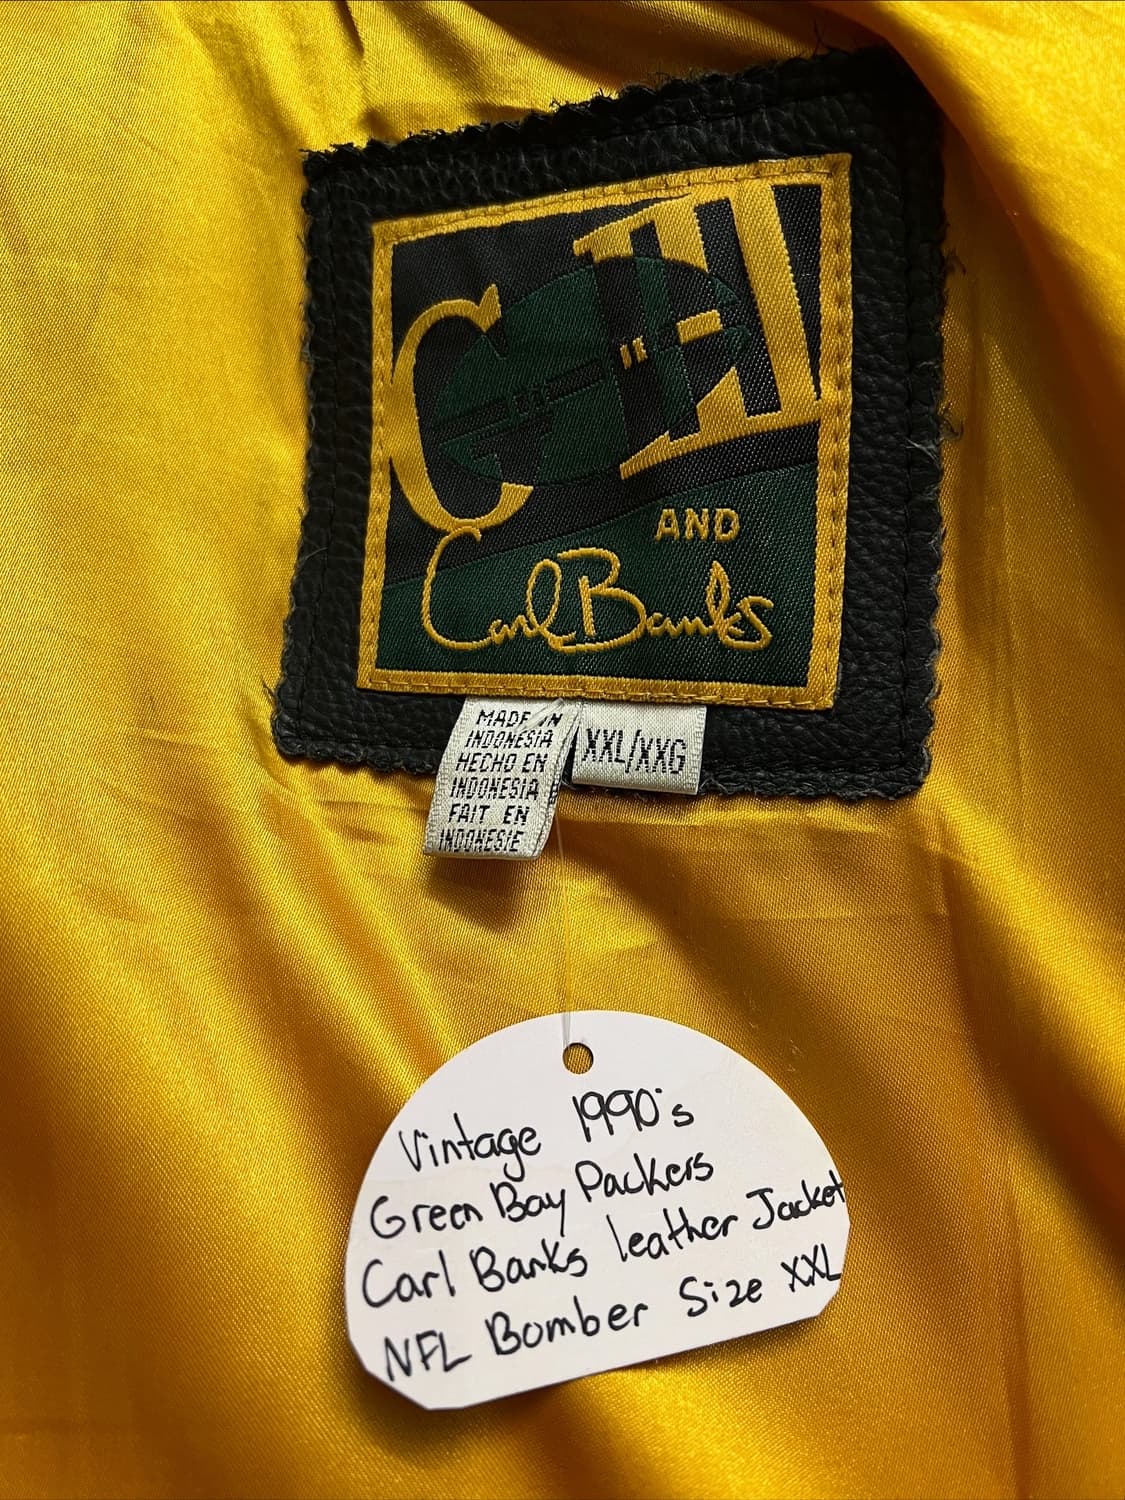 GIII
AND
Carl Banks
MADE IN
INDONESIA
HECHO EN
INDONESIA
FAIT EN
INDONESIE
XXL/XXG
Vintage 1990's
Green Bay Packers
Carl Banks leather Jacket
NFL Bomber Size XXL